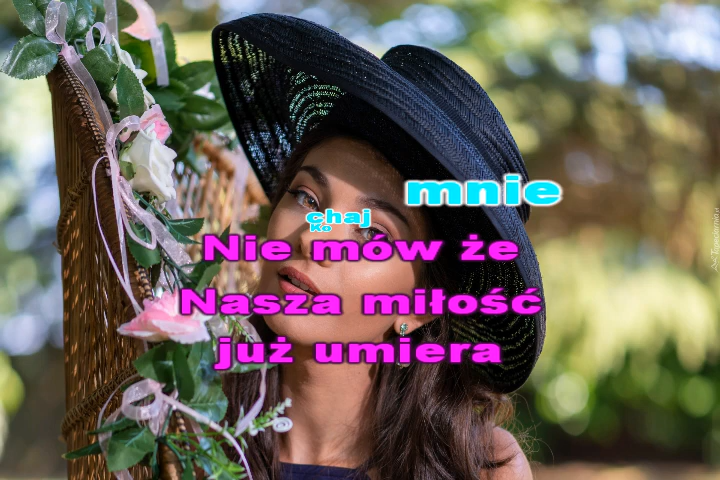 mnie
chaj
Ko
Nie mów że
Nasza miłość
już umiera